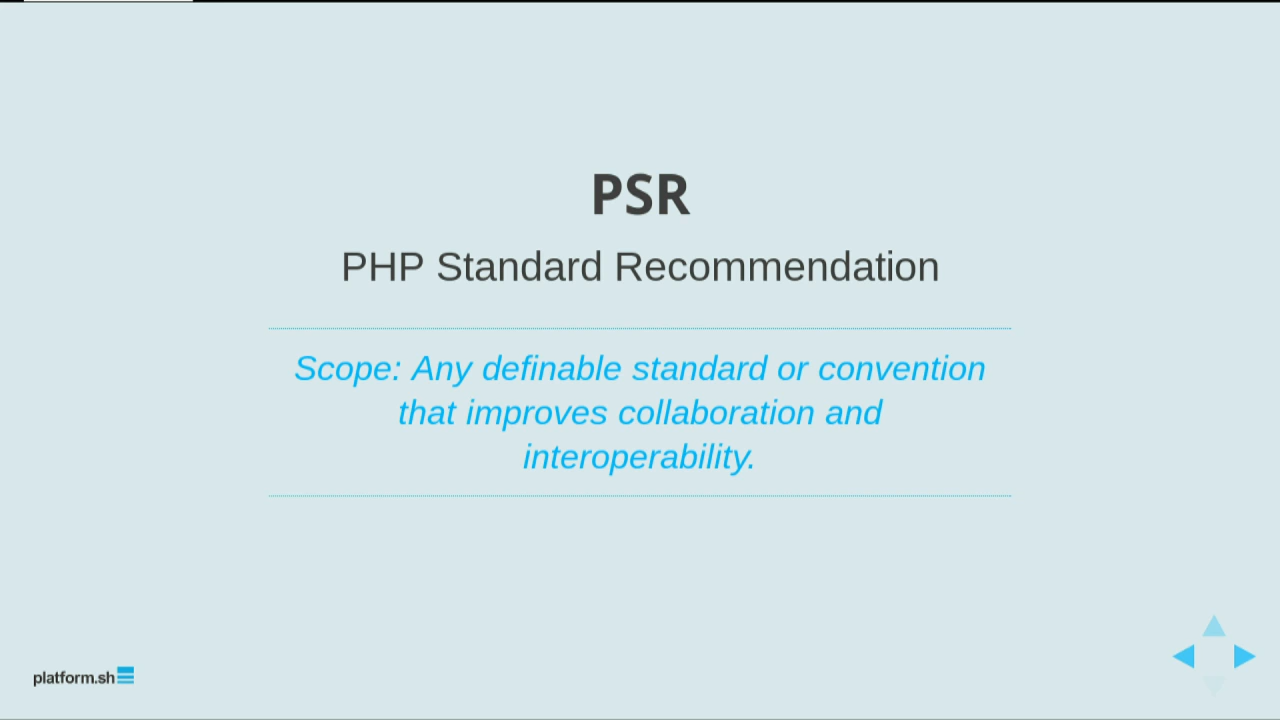 PSR
PHP Standard Recommendation
Scope: Any definable standard or convention
that improves collaboration and
interoperability.
platform.sh